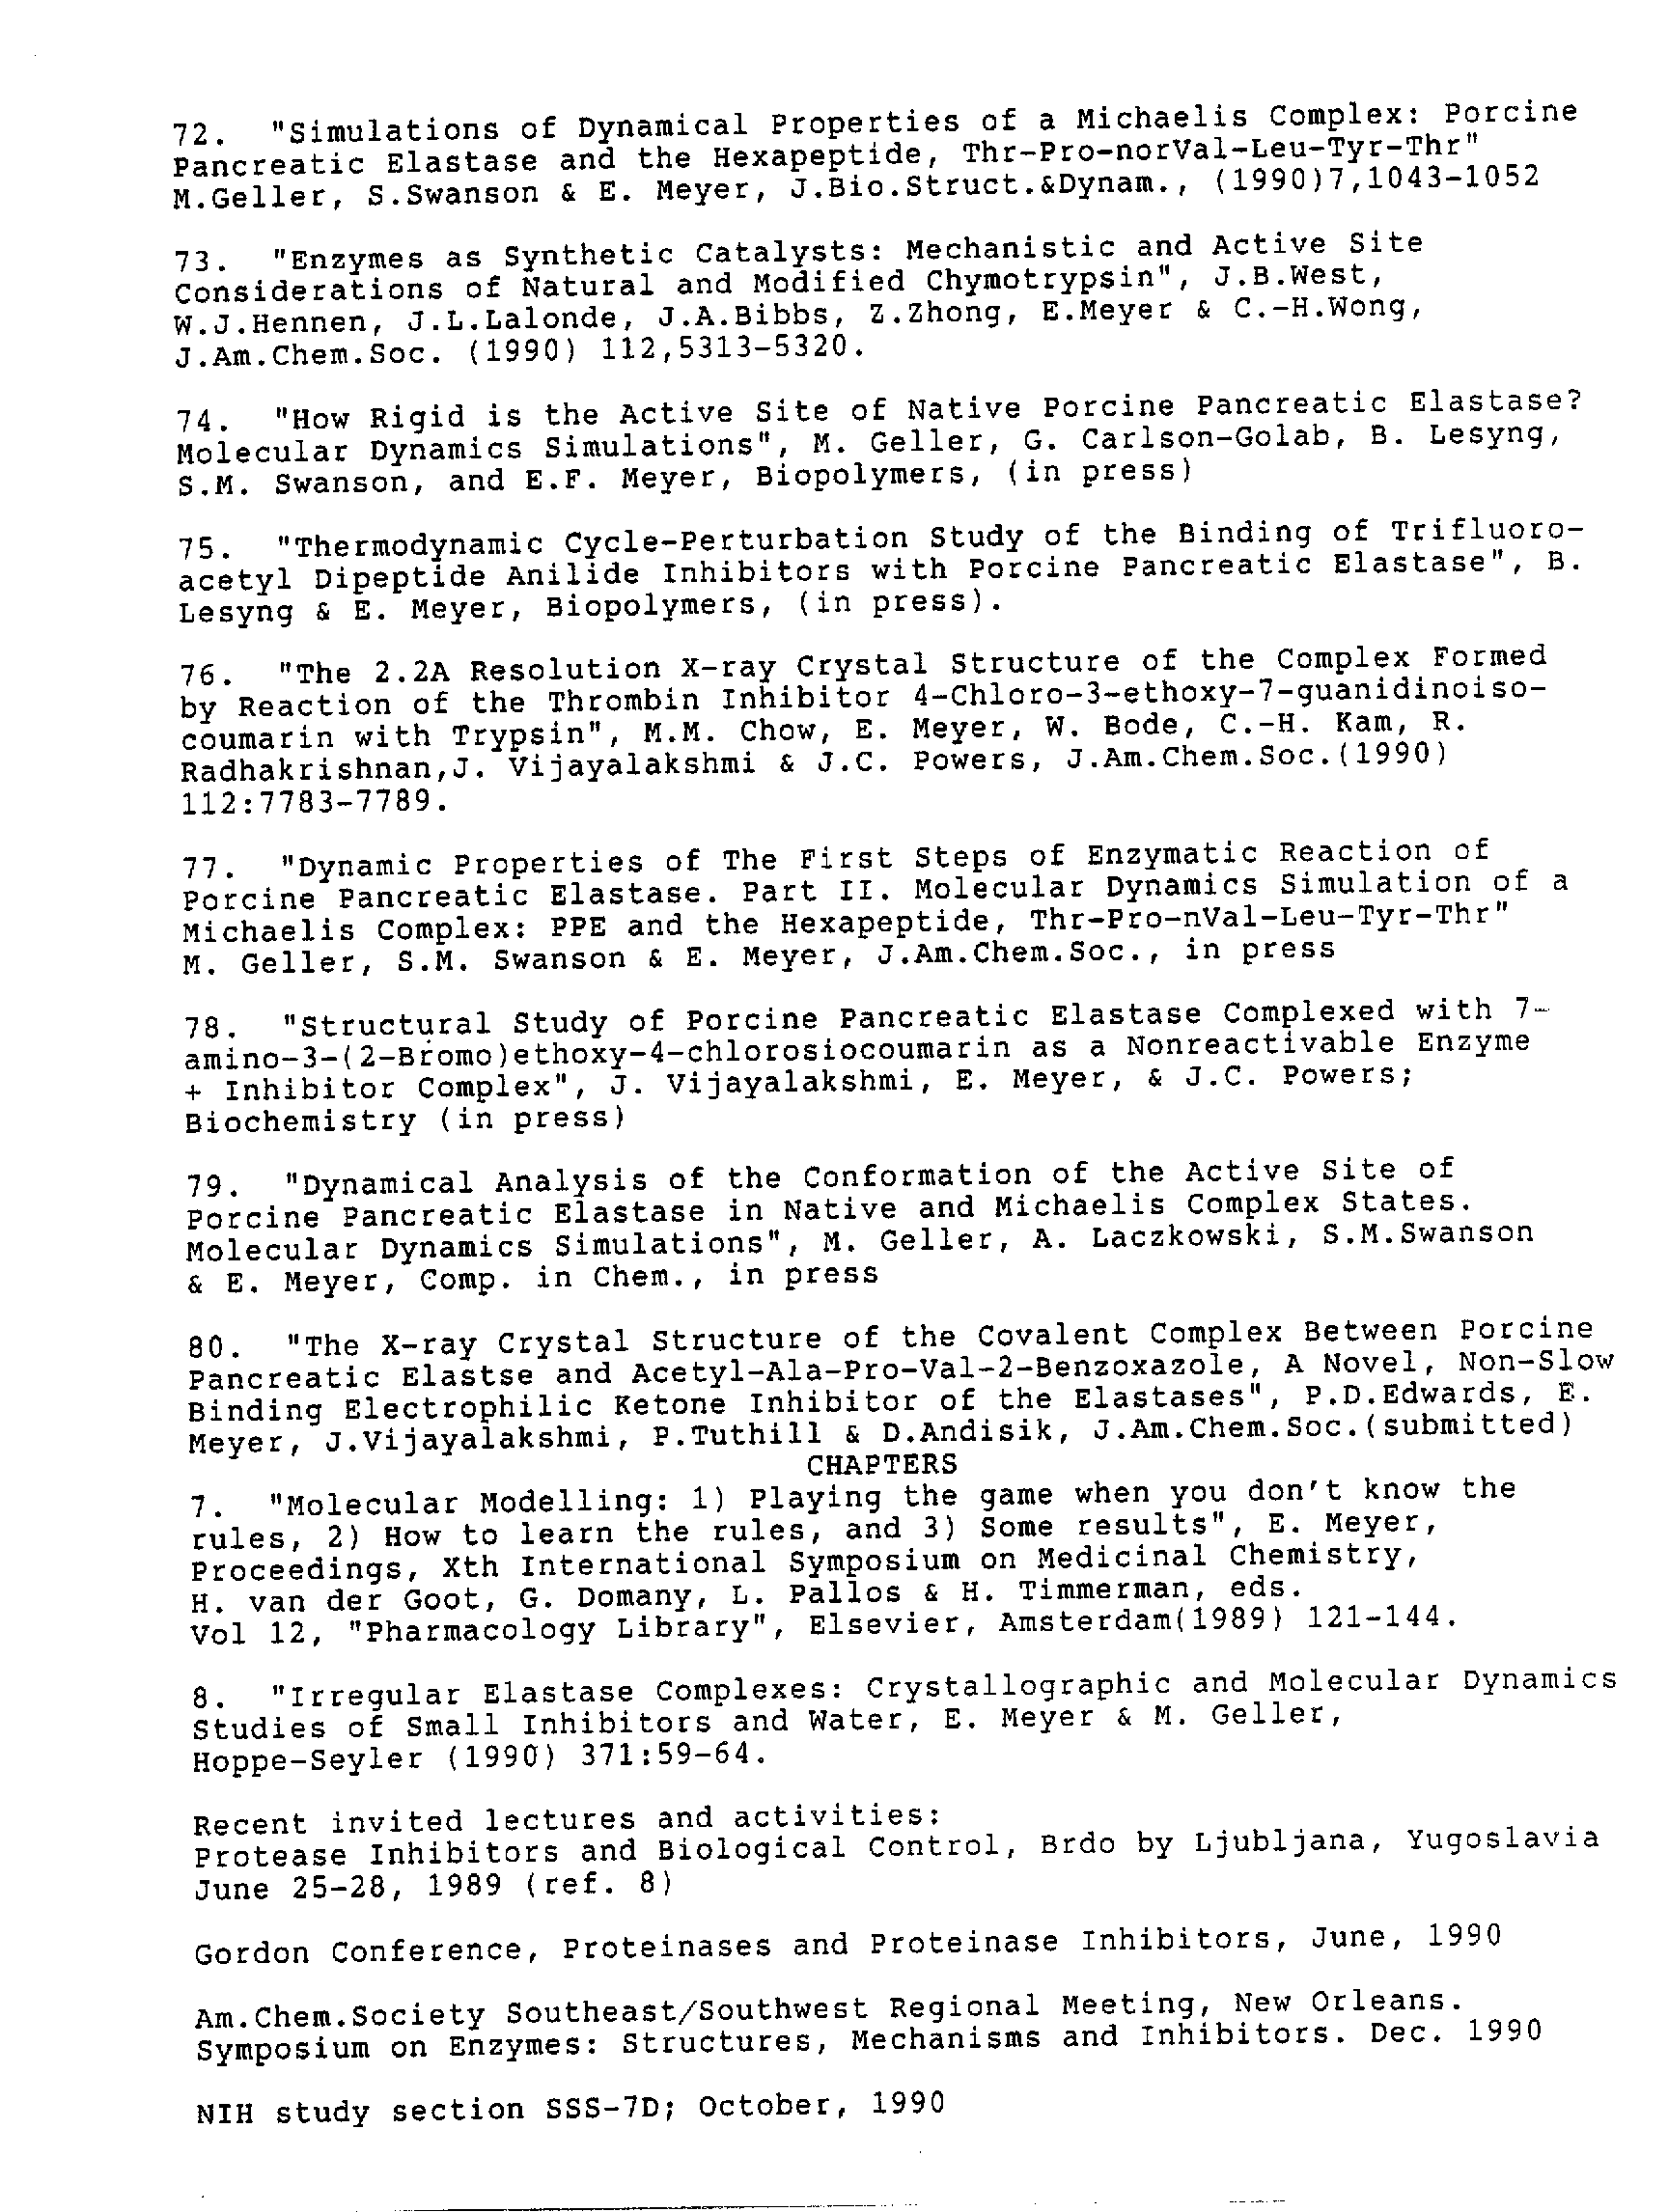 72.  "Simulations of Dynamical Properties of a Michaelis Complex: Porcine
Pancreatic Elastase and the Hexapeptide, Thr-Pro-norVal-Leu-Tyr-Thr"
M.Geller, S.Swanson & E. Meyer, J.Bio.Struct.&Dynam., (1990)7,1043-1052
73.  "Enzymes as Synthetic Catalysts: Mechanistic and Active Site
Considerations of Natural and Modified Chymotrypsin", J.B.West,
W.J.Hennen, J.L.Lalonde, J.A.Bibbs, Z.Zhong, E.Meyer & C.-H.Wong,
J.Am.Chem.Soc. (1990) 112,5313-5320.
74.  "How Rigid is the Active Site of Native Porcine Pancreatic Elastase?
Molecular Dynamics Simulations", M. Geller, G. Carlson-Golab, B. Lesyng,
S.M. Swanson, and E.F. Meyer, Biopolymers, (in press)
75.  "Thermodynamic Cycle-Perturbation Study of the Binding of Trifluoro-
acetyl Dipeptide Anilide Inhibitors with Porcine Pancreatic Elastase", B.
Lesyng & E. Meyer, Biopolymers, (in press).
76.  "The 2.2A Resolution X-ray Crystal Structure of the Complex Formed
by Reaction of the Thrombin Inhibitor 4-Chloro-3-ethoxy-7-guanidinoiso-
coumarin with Trypsin", M.M. Chow, E. Meyer, W. Bode, C.-H. Kam, R.
Radhakrishnan,J. Vijayalakshmi & J.C. Powers, J.Am.Chem.Soc.(1990)
112:7783-7789.
77.  "Dynamic Properties of The First Steps of Enzymatic Reaction of
Porcine Pancreatic Elastase. Part II. Molecular Dynamics Simulation of a
Michaelis Complex: PPE and the Hexapeptide, Thr-Pro-nVal-Leu-Tyr-Thr"
M. Geller, S.M. Swanson & E. Meyer, J.Am.Chem.Soc., in press
78.  "Structural Study of Porcine Pancreatic Elastase Complexed with 7-
amino-3-(2-Bromo)ethoxy-4-chlorosiocoumarin as a Nonreactivable Enzyme
+ Inhibitor Complex", J. Vijayalakshmi, E. Meyer, & J.C. Powers;
Biochemistry (in press)
79.  "Dynamical Analysis of the Conformation of the Active Site of
Porcine Pancreatic Elastase in Native and Michaelis Complex States.
Molecular Dynamics Simulations", M. Geller, A. Laczkowski, S.M.Swanson
& E. Meyer, Comp. in Chem., in press
80.  "The X-ray Crystal Structure of the Covalent Complex Between Porcine
Pancreatic Elastse and Acetyl-Ala-Pro-Val-2-Benzoxazole, A Novel, Non-Slow
Binding Electrophilic Ketone Inhibitor of the Elastases", P.D.Edwards, E.
Meyer, J.Vijayalakshmi, P.Tuthill & D.Andisik, J.Am.Chem.Soc.(submitted)
CHAPTERS
7.  "Molecular Modelling: 1) Playing the game when you don't know the
rules, 2) How to learn the rules, and 3) Some results", E. Meyer,
Proceedings, Xth International Symposium on Medicinal Chemistry,
H. van der Goot, G. Domany, L. Pallos & H. Timmerman, eds.
Vol 12, "Pharmacology Library", Elsevier, Amsterdam(1989) 121-144.
8.  "Irregular Elastase Complexes: Crystallographic and Molecular Dynamics
Studies of Small Inhibitors and Water, E. Meyer & M. Geller,
Hoppe-Seyler (1990) 371:59-64.
Recent invited lectures and activities:
Protease Inhibitors and Biological Control, Brdo by Ljubljana, Yugoslavia
June 25-28, 1989 (ref. 8)
Gordon Conference, Proteinases and Proteinase Inhibitors, June, 1990
Am.Chem.Society Southeast/Southwest Regional Meeting, New Orleans.
Symposium on Enzymes: Structures, Mechanisms and Inhibitors. Dec. 1990
NIH study section SSS-7D; October, 1990